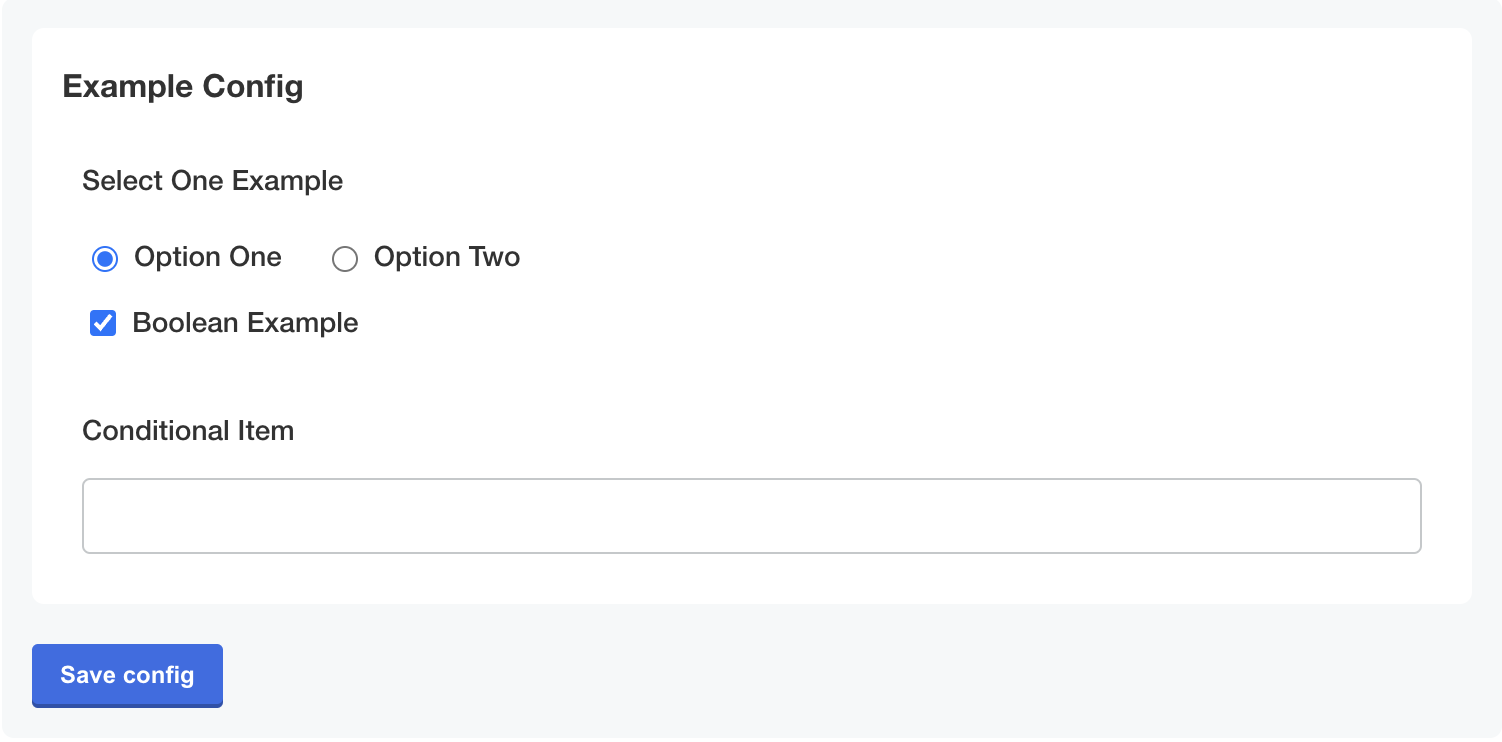 Example Config
Select One Example
Option One Option Two
Boolean Example
Conditional Item
Save config